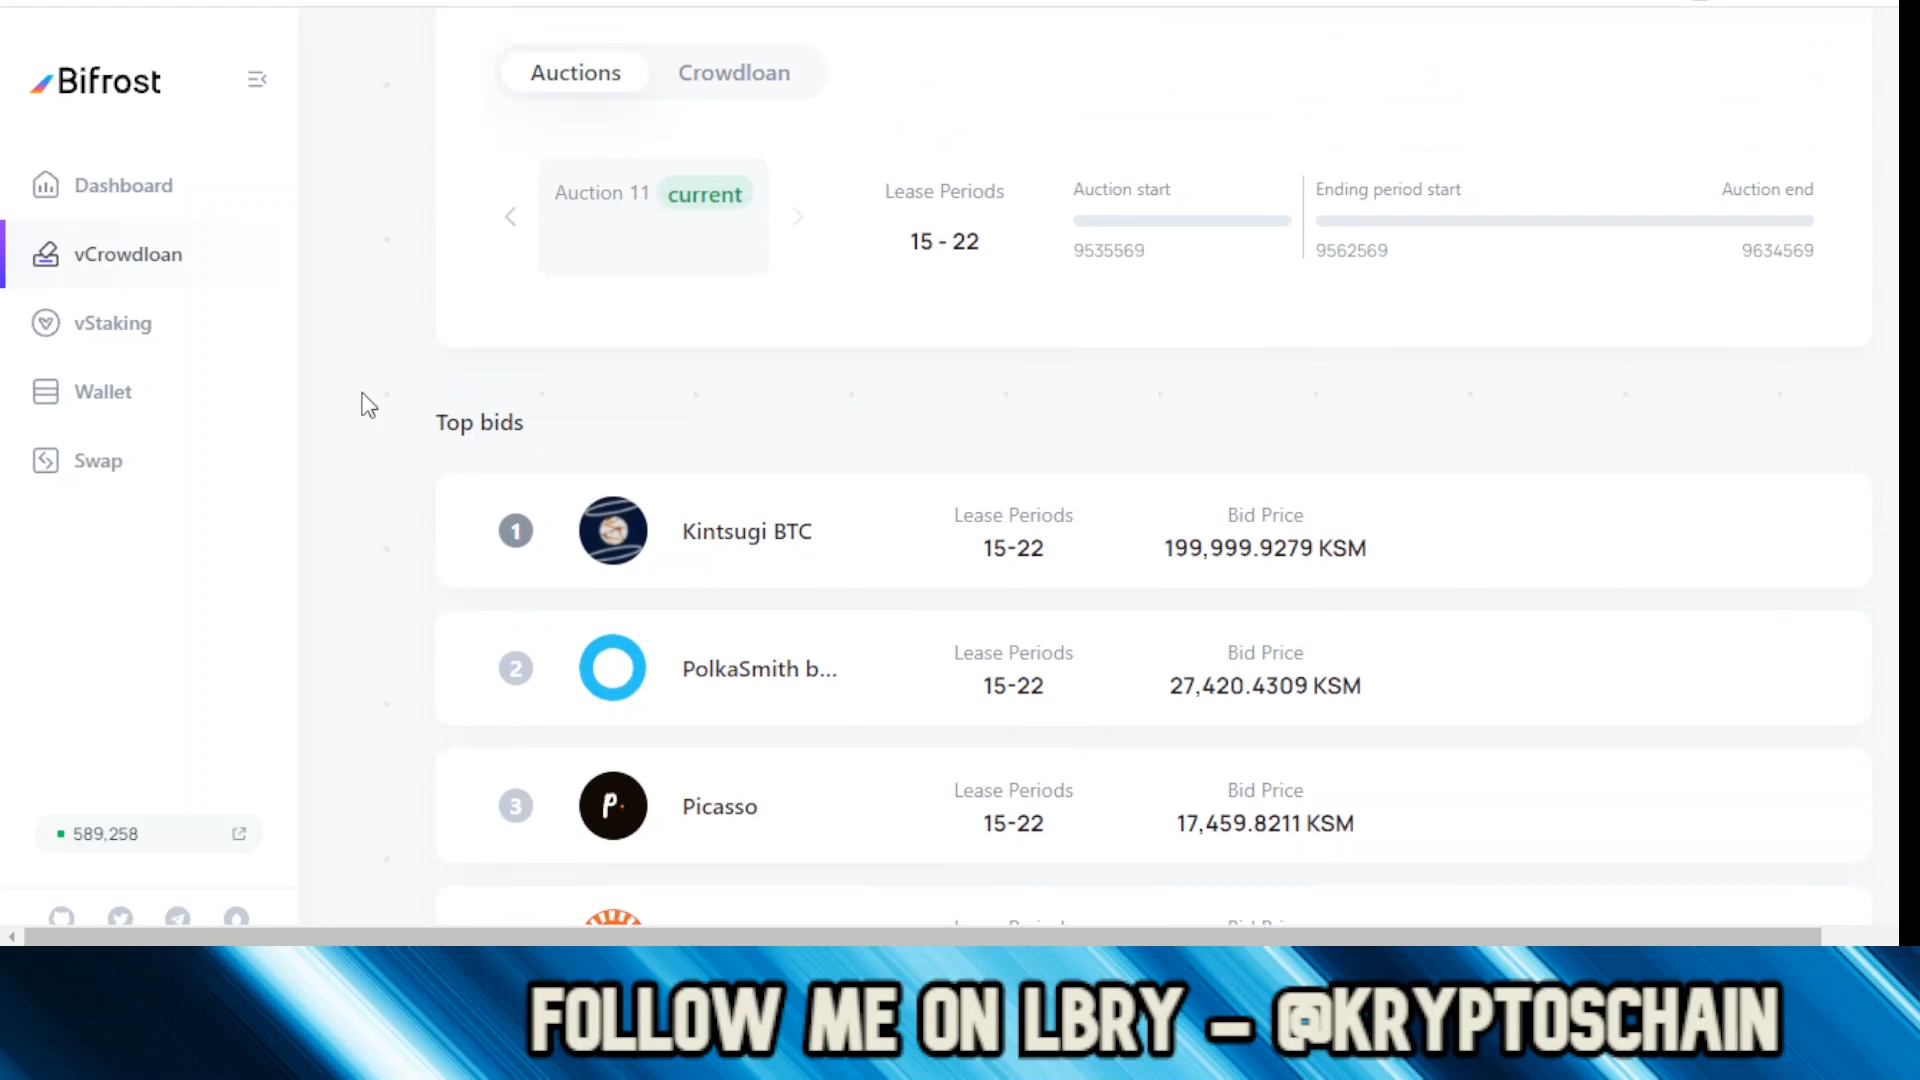 Bifrost
Dashboard
vCrowdloan
vStaking
Wallet
Swap
589,258
Auctions
Crowdloan
Auction 11 current
Lease Periods
15 - 22
Auction start
9535569
Ending period start
9562569
Auction end
9634569
Top bids
1
Kintsugi BTC
Lease Periods
15-22
Bid Price
199,999.9279 KSM
2
PolkaSmith b...
Lease Periods
15-22
Bid Price
27,420.4309 KSM
3
P.
Picasso
Lease Periods
15-22
Bid Price
17,459.8211 KSM
FOLLOW ME ON LBRY – @KRYPTOSCHAIN